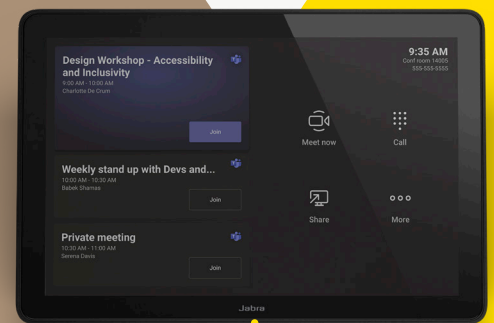 Design Workshop - Accessibility
and Inclusivity
9:00 AM - 10:00 AM
Charlotte De Crum
Join
Weekly stand up with Devs and...
10:00 AM - 10:30 AM
Babek Shamas
Join
Private meeting
10:30 AM - 11:00 AM
Serena Davis
Join
9:35 AM
Conf room 14005
555-555-5555
Meet now
Call
Share
More
Jabra